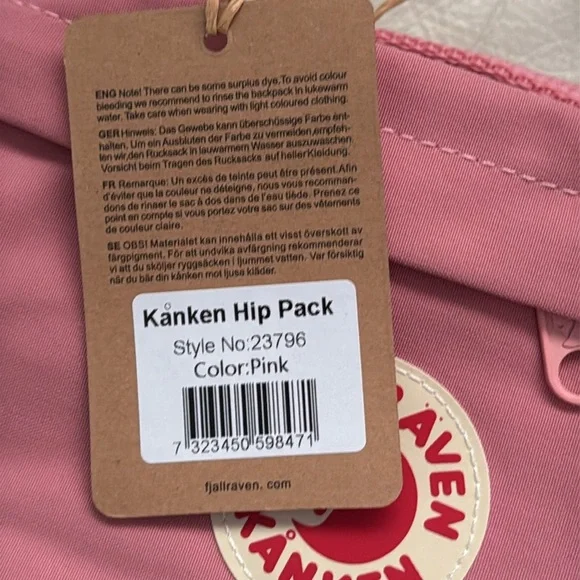 ENG Note! There can be some surplus dye.To avoid colour
bleeding we recommend to rinse the backpack in lukewarm
water. Take care when wearing with light coloured clothing.
GERHinweis: Das Gewebe kann überschüssige Farbe ent-
halten. Um ein Ausbluten der Farbe zu vermeiden,empfeh-
len wir,den Rucksack in lauwarmem Wasser auszuwaschen.
Vorsicht beim Tragen des Rucksacks auf hellerKleidung.
FR Remarque: Un excès de teinte peut être présent.Afin
d'éviter que la couleur ne déteigne, nous vous recomman-
dons de rinser le sac à dos dans de l'eau tiède. Prenez ce
point en compte si vous portez votre sac sur des vêtements
de couleur claire.
SE OBS! Materialet kan innehålla ett visst överskott av
färgpigment. För att undvika avfärgning rekommenderar
vi att du sköljer ryggsäcken i ljummet vatten. Var försiktig
när du bär din kånken mot ljusa kläder.
Kånken Hip Pack
Style No:23796
Color:Pink
7 323450 598471
fjallraven. com
ÄVEN
KÅNKEN